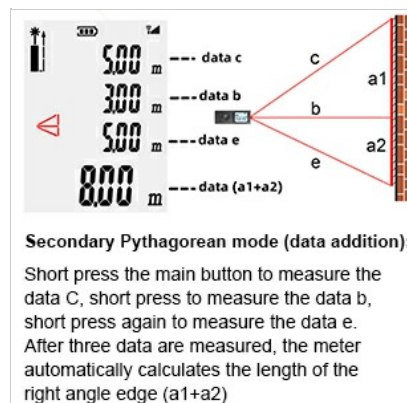 5.00 m --- data c
3.00 m --- data b
5.00 m --- data e
8.00 m --- data (a1+a2)
c
a1
b
a2
e
Secondary Pythagorean mode (data addition):
Short press the main button to measure the
data C, short press to measure the data b,
short press again to measure the data e.
After three data are measured, the meter
automatically calculates the length of the
right angle edge (a1+a2)